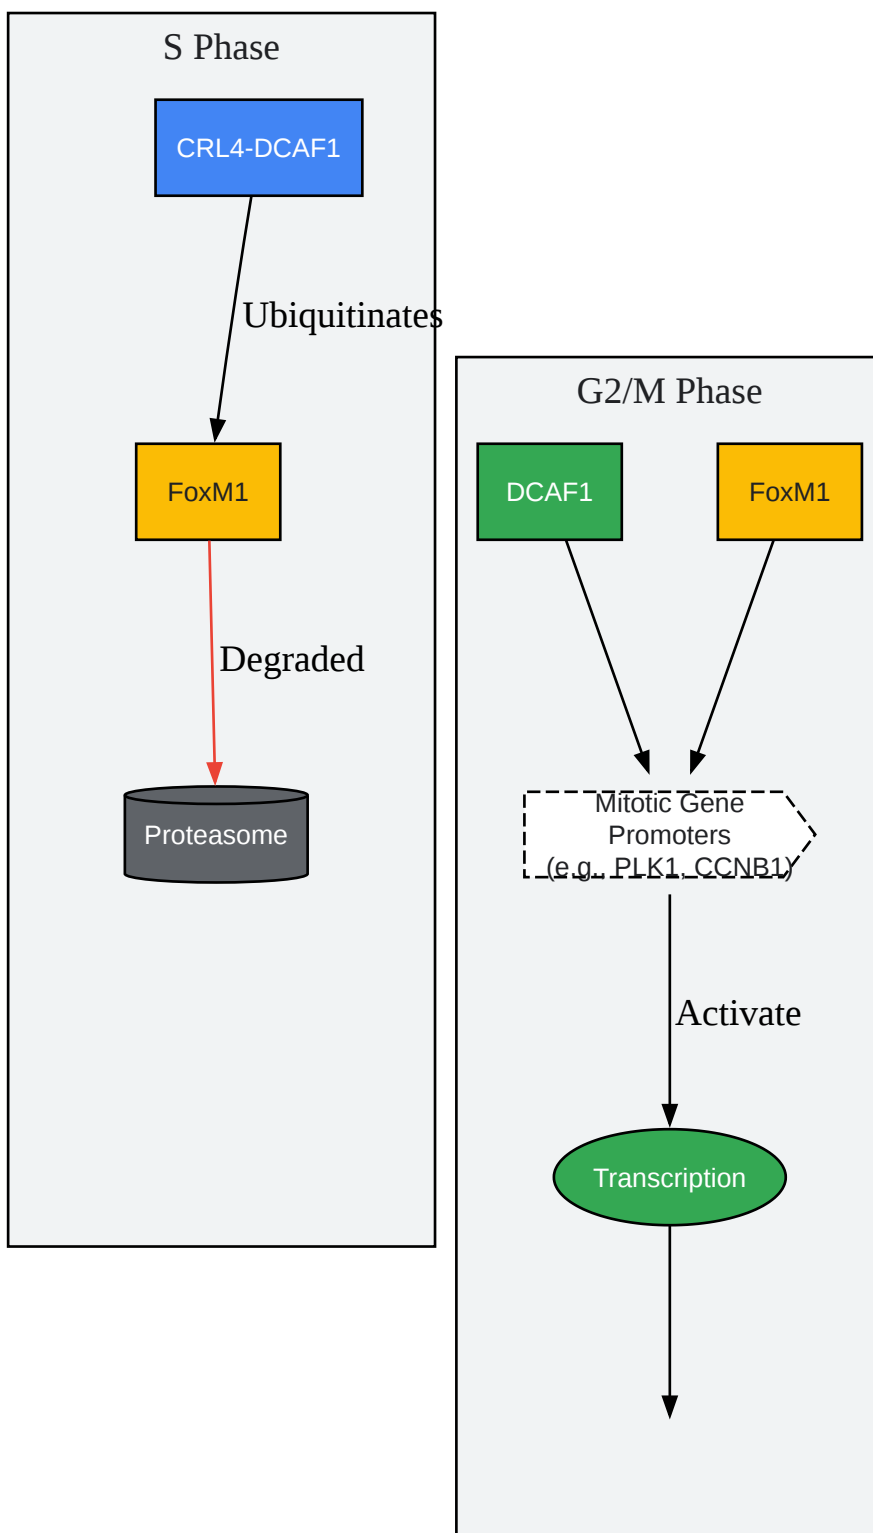 S Phase
CRL4-DCAF1
Ubiquitinates
FoxM1
Degraded
Proteasome
G2/M Phase
DCAF1
FoxM1
Mitotic Gene
Promoters
(e.g., PLK1, CCNB1)
Activate
Transcription